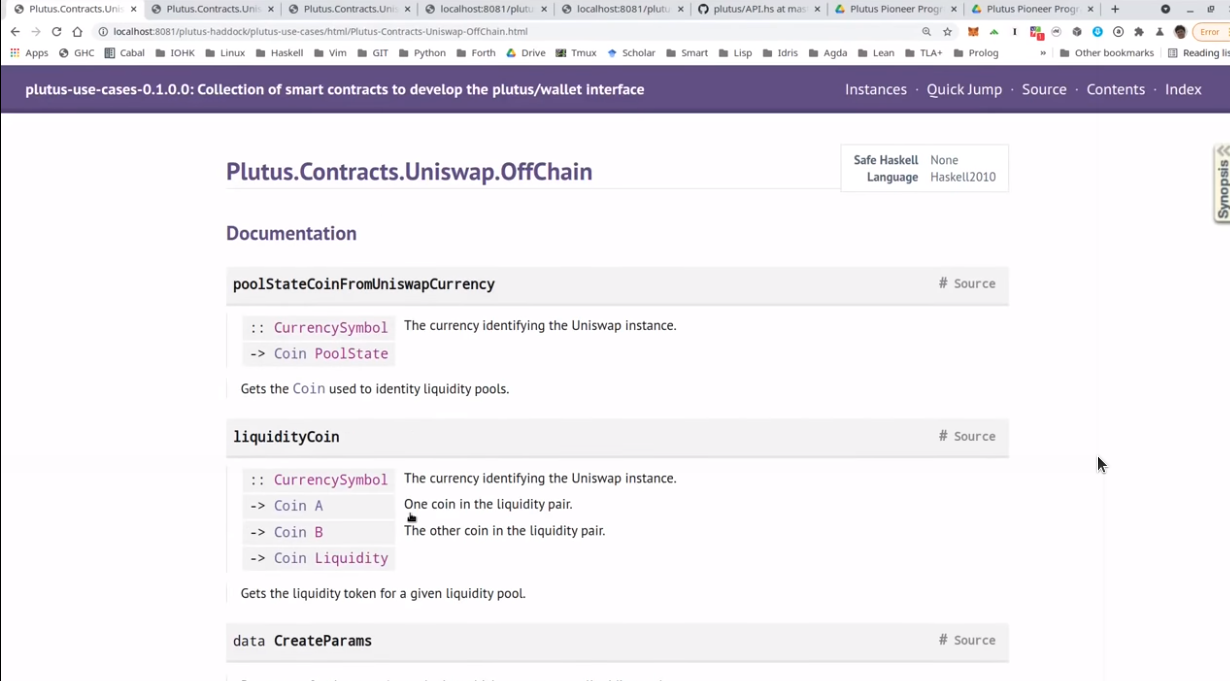 Plutus.Contracts.Uni Plutus.Contracts.Uni Plutus.Contracts.Uni localhost:8081/plutu localhost:8081/plutu plutus/API.hs at mas Plutus Pioneer Progr Plutus Pioneer Progr
localhost:8081/plutus-haddock/plutus-use-cases/html/Plutus-Contracts-Uniswap-OffChain.html Error
Apps GHC Cabal IOHK Linux Haskell Vim GIT Python Forth Drive Tmux Scholar Smart Lisp Idris Agda Lean TLA+ Prolog » Other bookmarks Reading lis
plutus-use-cases-0.1.0.0: Collection of smart contracts to develop the plutus/wallet interface Instances · Quick Jump · Source · Contents · Index
Safe Haskell None
Plutus.Contracts.Uniswap.OffChain
Language Haskell2010
Synopsis
Documentation
poolStateCoinFromUniswapCurrency # Source
:: CurrencySymbol The currency identifying the Uniswap instance.
-> Coin PoolState
Gets the Coin used to identity liquidity pools.
liquidityCoin # Source
:: CurrencySymbol The currency identifying the Uniswap instance.
-> Coin A One coin in the liquidity pair.
-> Coin B The other coin in the liquidity pair.
-> Coin Liquidity
Gets the liquidity token for a given liquidity pool.
data CreateParams # Source